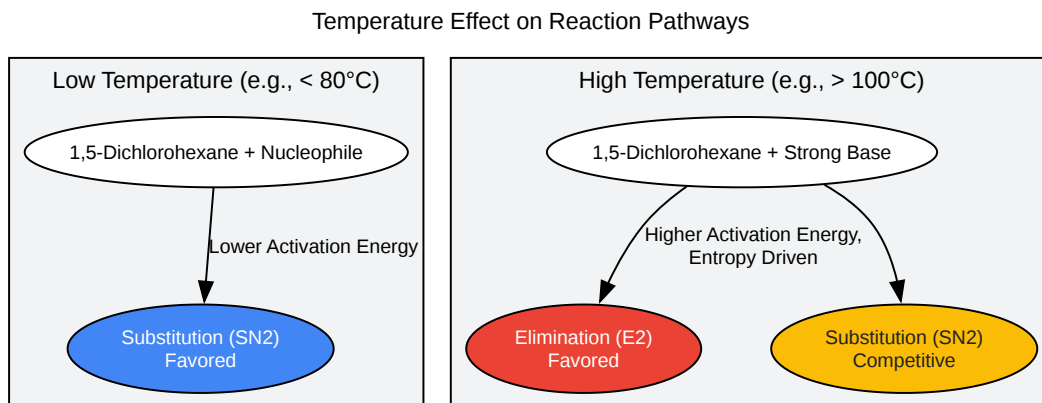 Temperature Effect on Reaction Pathways
Low Temperature (e.g., < 80°C)
1,5-Dichlorohexane + Nucleophile
Lower Activation Energy
Substitution (SN2)
Favored
High Temperature (e.g., > 100°C)
1,5-Dichlorohexane + Strong Base
Higher Activation Energy,
Entropy Driven
Elimination (E2)
Favored
Substitution (SN2)
Competitive